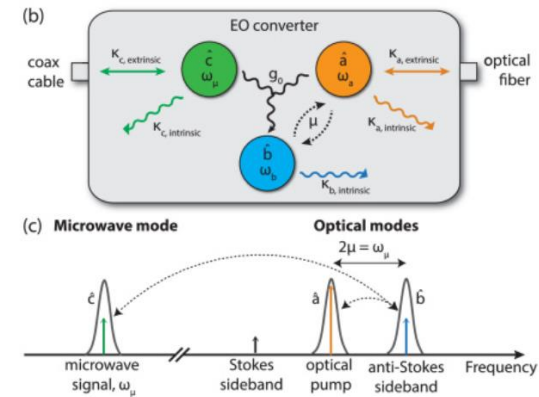 (b)
EO converter
coax
cable
κc, extrinsic
ĉ
ωμ
g₀
â
ωa
κa, extrinsic
optical
fiber
κc, intrinsic
μ
κa, intrinsic
b̂
ωb
κb, intrinsic
(c) Microwave mode
Optical modes
2μ = ωμ
ĉ
â
b̂
microwave
signal, ωμ
Stokes
sideband
optical
pump
anti-Stokes
sideband
Frequency